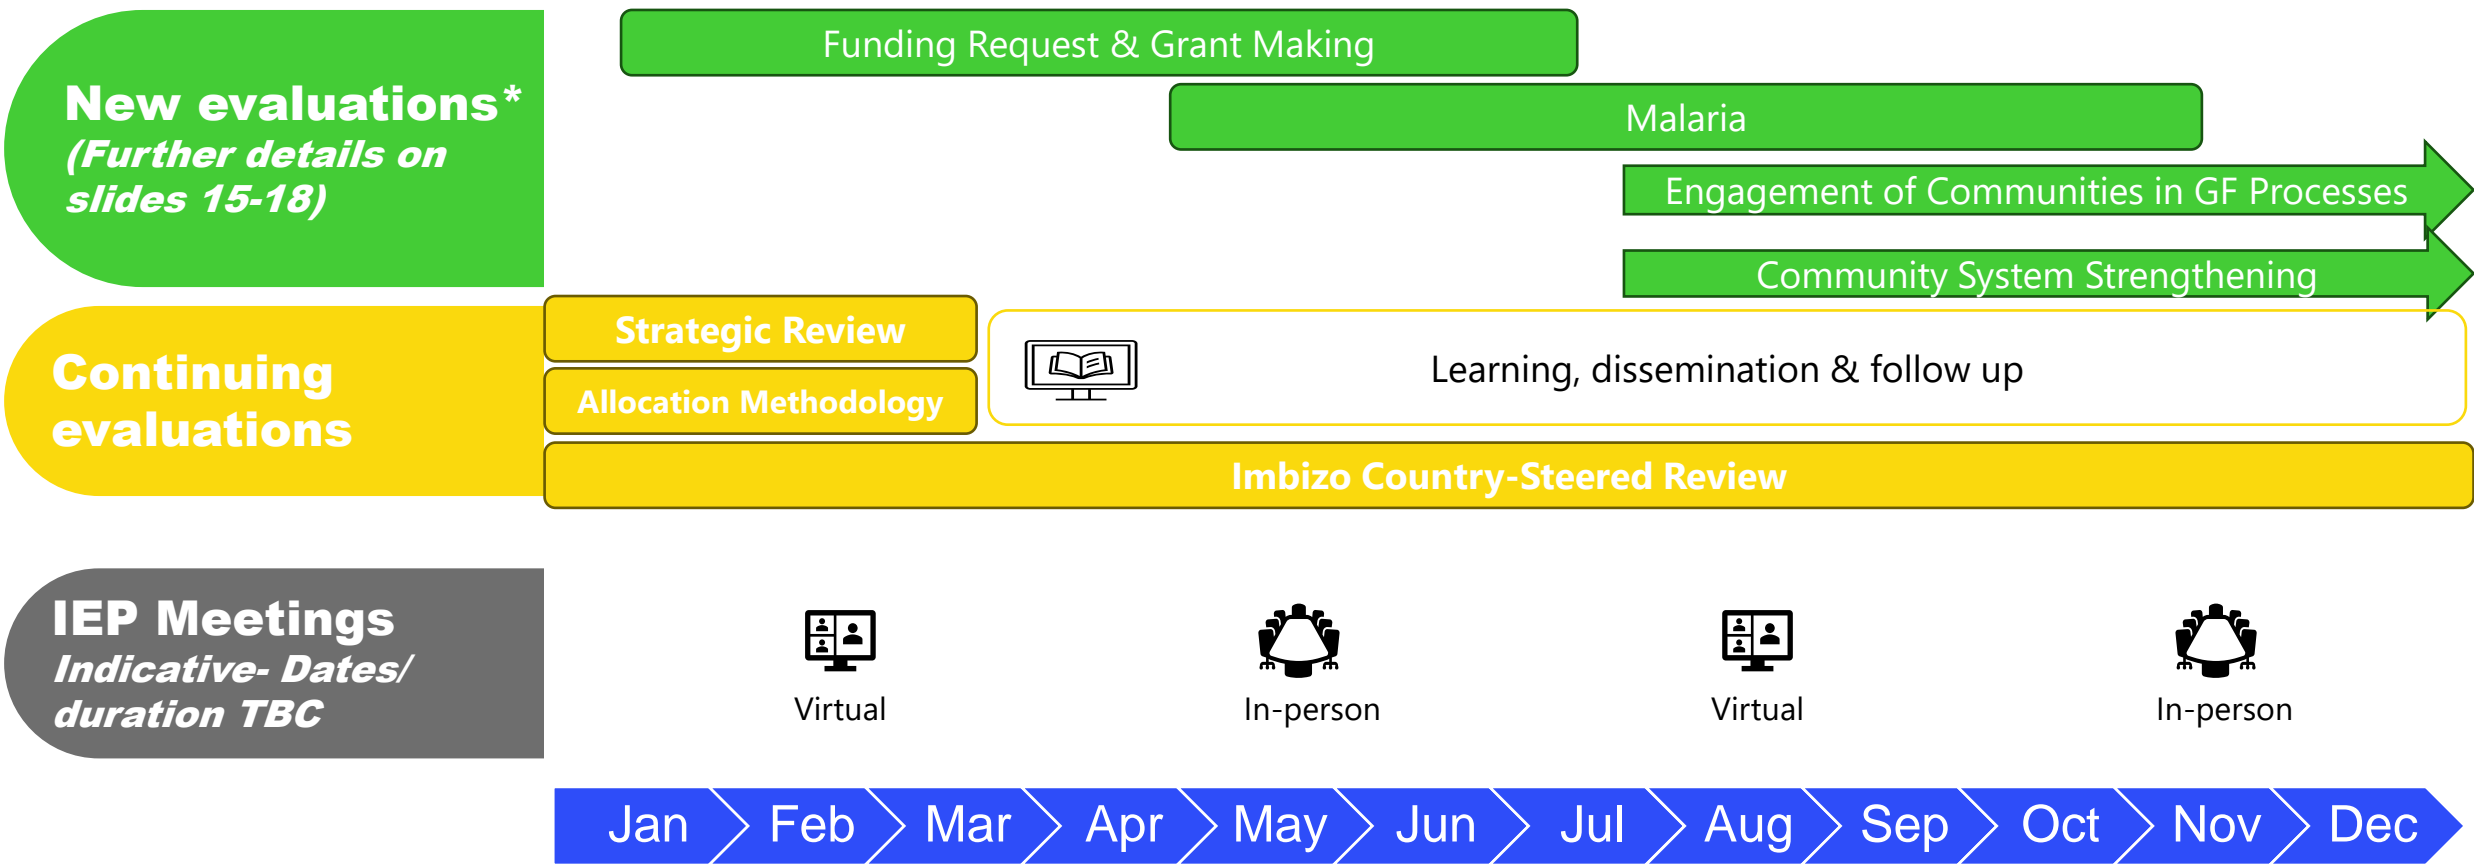 New evaluations*
(Further details on
slides 15-18)
Funding Request & Grant Making
Malaria
Engagement of Communities in GF Processes
Community System Strengthening
Continuing
evaluations
Strategic Review
Allocation Methodology
Learning, dissemination & follow up
Imbizo Country-Steered Review
IEP Meetings
Indicative- Dates/
duration TBC
Virtual
In-person
Virtual
In-person
Jan
Feb
Mar
Apr
May
Jun
Jul
Aug
Sep
Oct
Nov
Dec